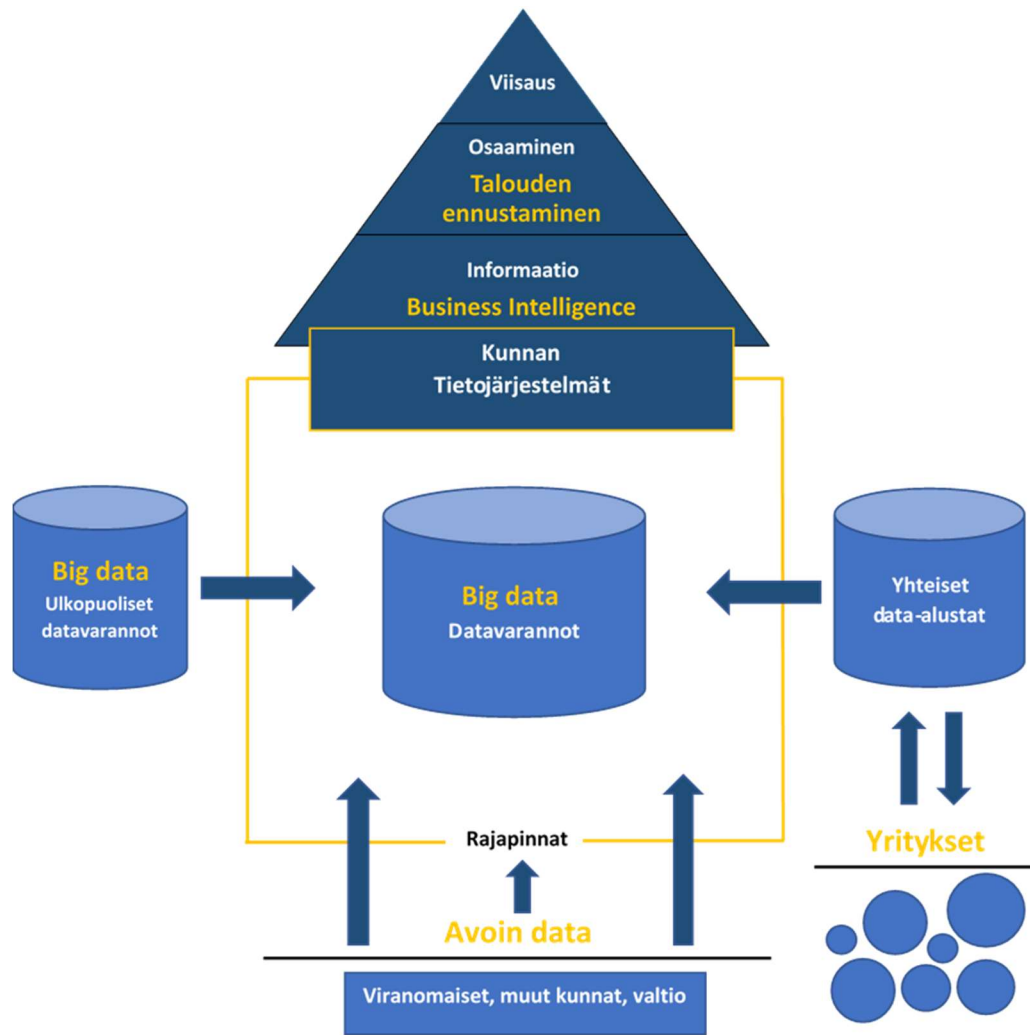 Viisaus
Osaaminen
Talouden
ennustaminen
Informaatio
Business Intelligence
Kunnan
Tietojärjestelmät
Big data
Ulkopuoliset
datavarannot
Big data
Datavarannot
Yhteiset
data-alustat
Rajapinnat
Avoin data
Viranomaiset, muut kunnat, valtio
Yritykset